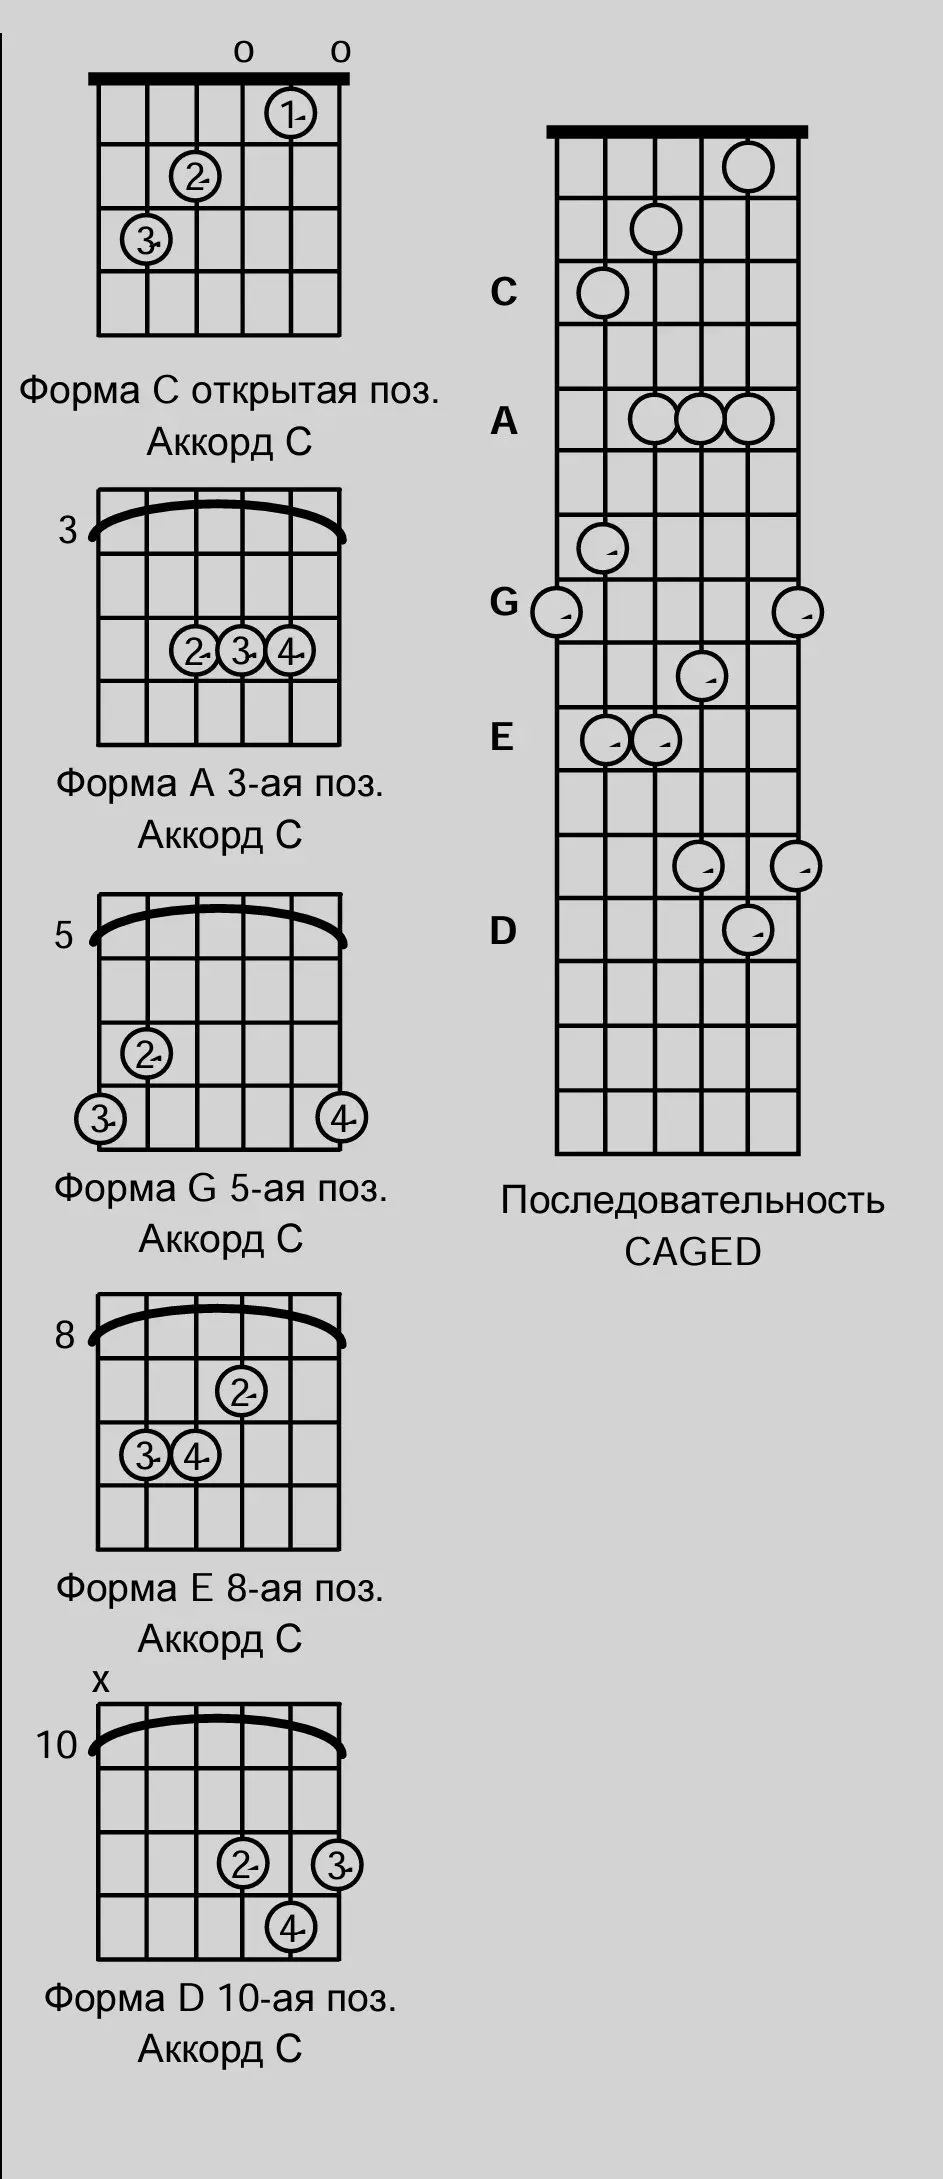 o o
1
2
3
Форма C открытая поз.
Аккорд C
3
2 3 4
Форма A 3-ая поз.
Аккорд C
5
2
3 4
Форма G 5-ая поз.
Аккорд C
8
2
3 4
Форма E 8-ая поз.
Аккорд C
x
10
2 3
4
Форма D 10-ая поз.
Аккорд C
C
A
G
E
D
Последовательность
CAGED